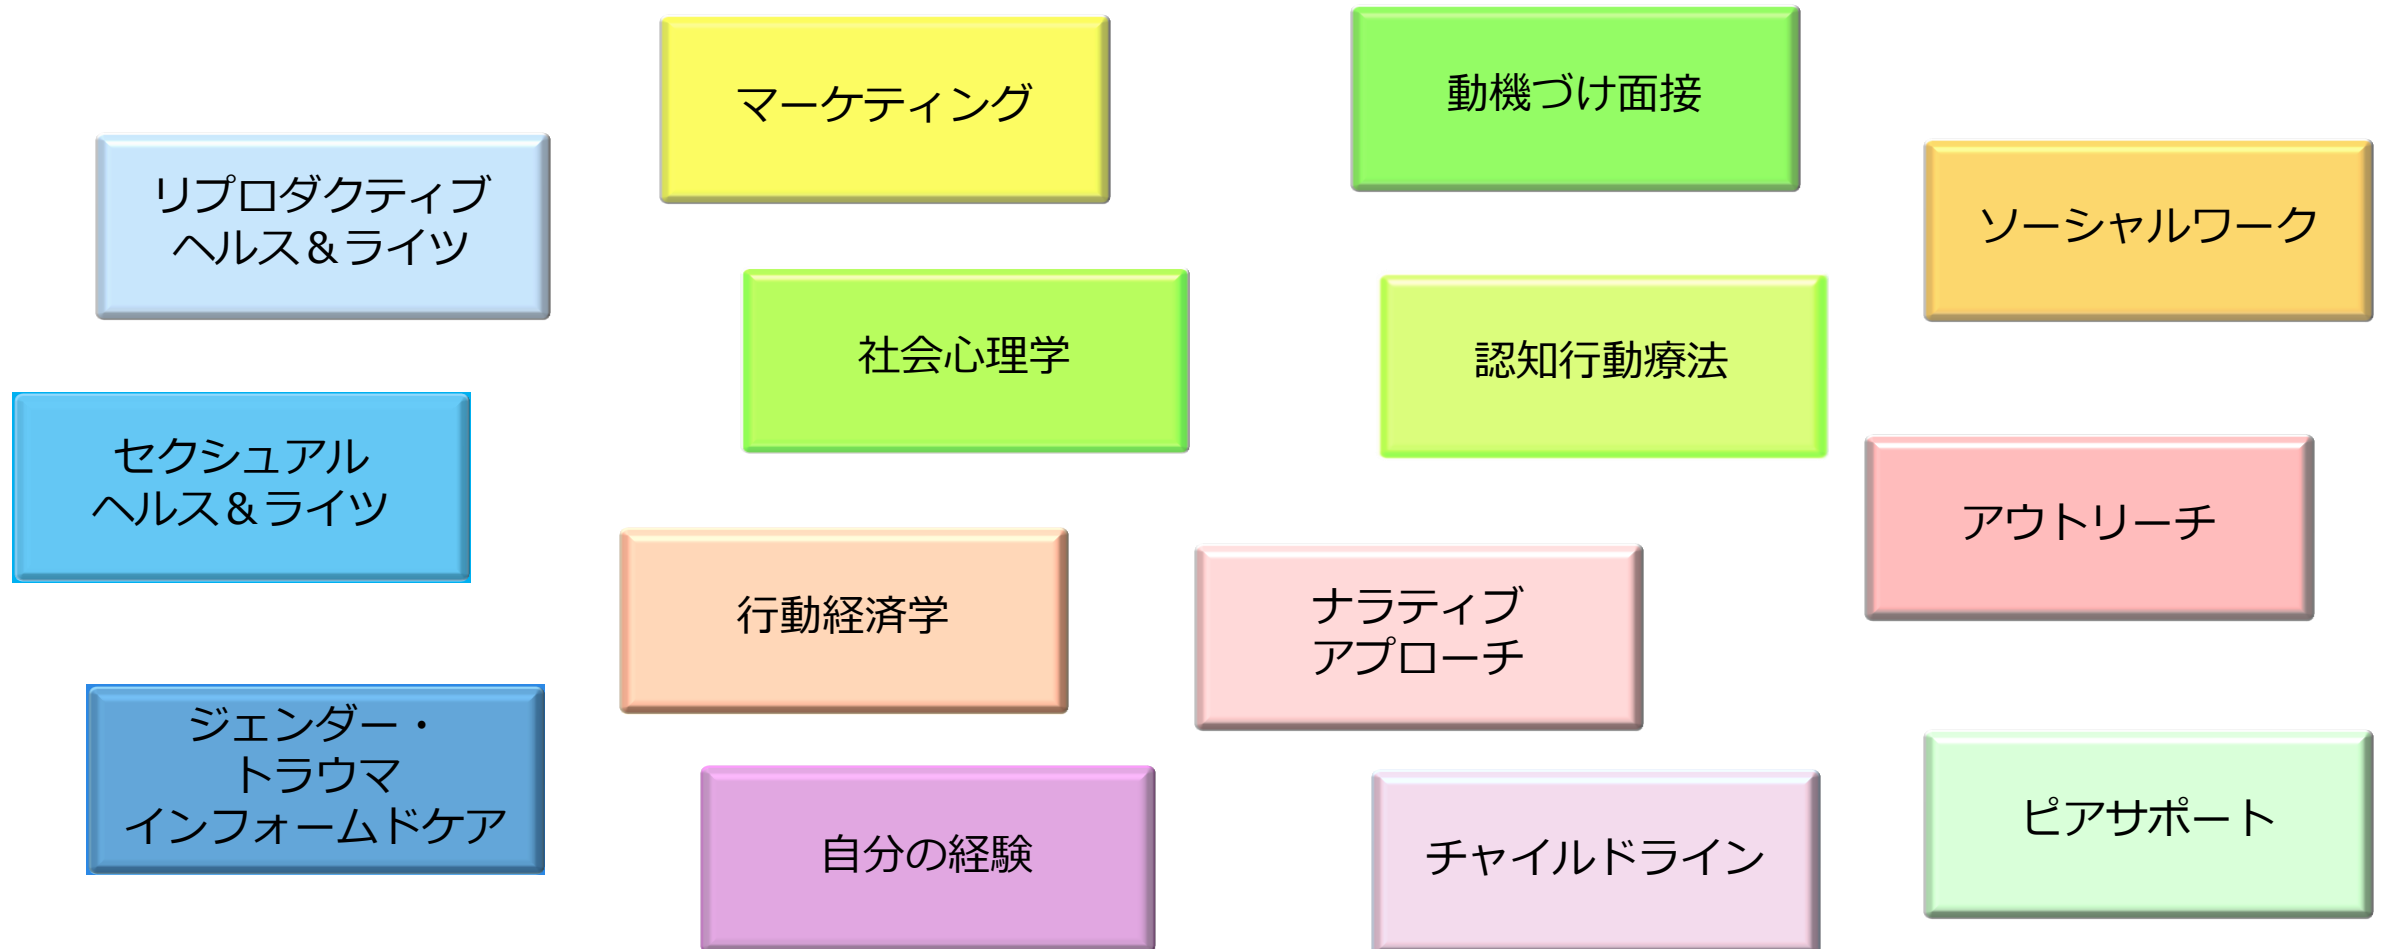 マーケティング
動機づけ面接
リプロダクティブ
ヘルス＆ライツ
ソーシャルワーク
社会心理学
認知行動療法
セクシュアル
ヘルス＆ライツ
アウトリーチ
行動経済学
ナラティブ
アプローチ
ジェンダー・
トラウマ
インフォームドケア
自分の経験
チャイルドライン
ピアサポート